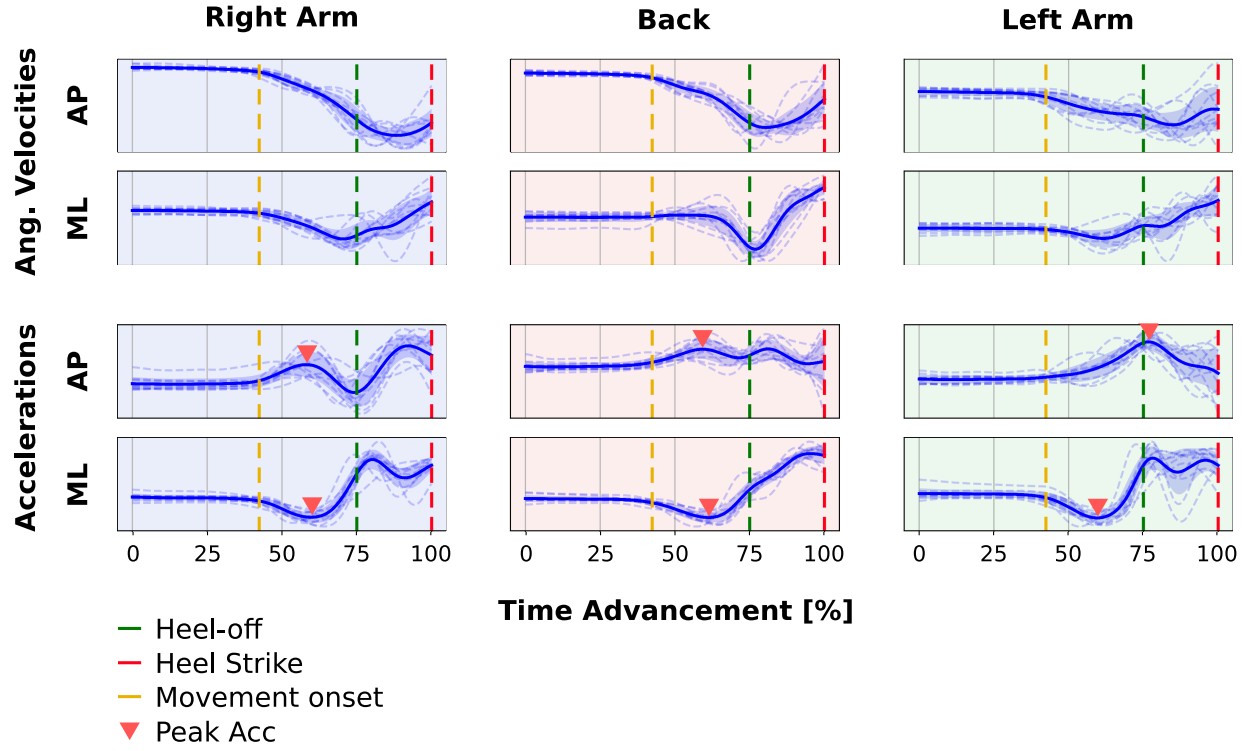 Right Arm Back Left Arm
Ang. Velocities
AP
ML
Accelerations
AP
ML
0 25 50 75 100 0 25 50 75 100 0 25 50 75 100
Time Advancement [%]
Heel-off
Heel Strike
Movement onset
Peak Acc